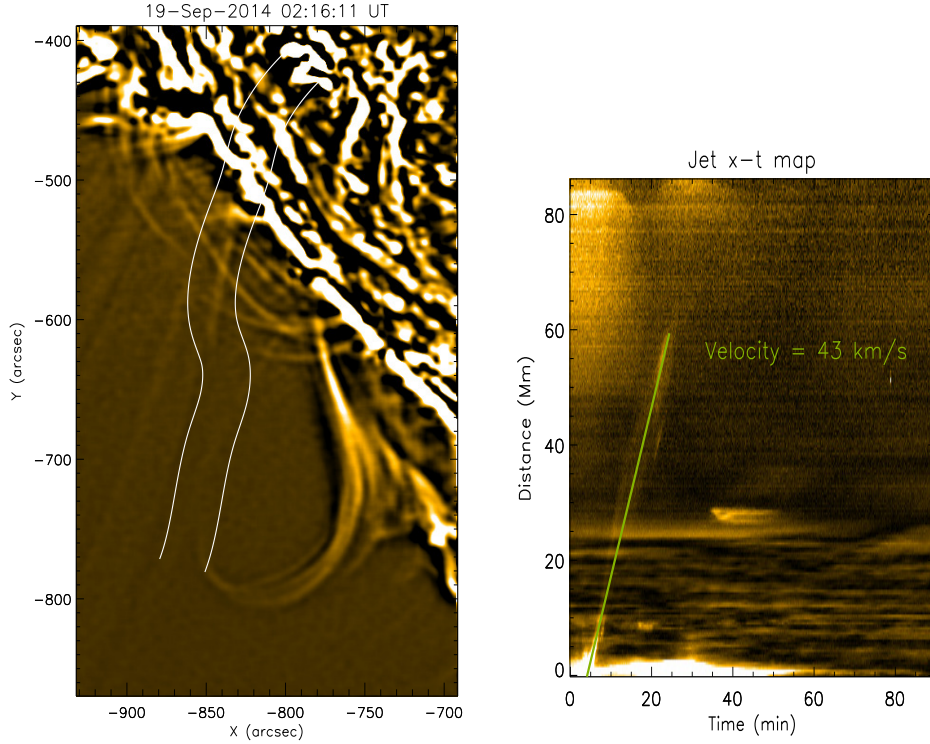 19-Sep-2014 02:16:11 UT
-400
-500
-600
-700
-800
Y (arcsec)
-900
-850
-800
-750
-700
X (arcsec)
Jet x-t map
80
60
40
20
0
Distance (Mm)
Velocity = 43 km/s
0
20
40
60
80
Time (min)